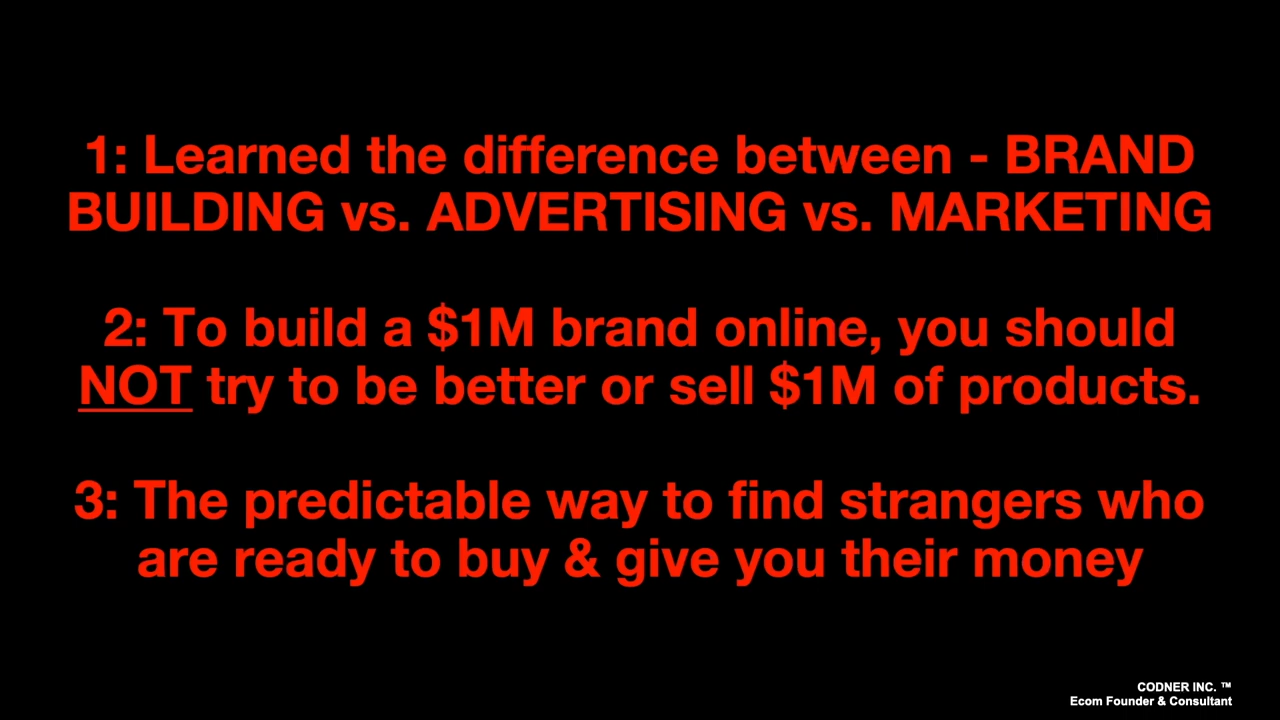 1: Learned the difference between - BRAND
BUILDING vs. ADVERTISING vs. MARKETING
2: To build a $1M brand online, you should
NOT try to be better or sell $1M of products.
3: The predictable way to find strangers who
are ready to buy & give you their money
CODNER INC. ™
Ecom Founder & Consultant